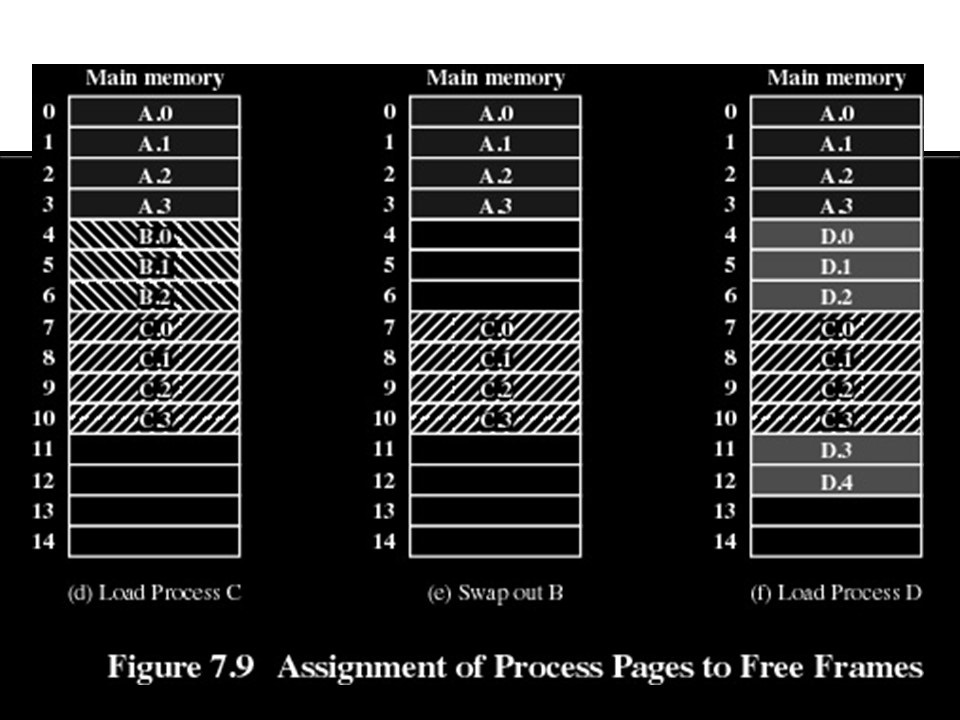 Main memory
0 A.0
1 A.1
2 A.2
3 A.3
4 B.0
5 B.1
6 B.2
7 C.0
8 C.1
9 C.2
10 C.3
11
12
13
14
(d) Load Process C
Main memory
0 A.0
1 A.1
2 A.2
3 A.3
4
5
6
7 C.0
8 C.1
9 C.2
10 C.3
11
12
13
14
(e) Swap out B
Main memory
0 A.0
1 A.1
2 A.2
3 A.3
4 D.0
5 D.1
6 D.2
7 C.0
8 C.1
9 C.2
10 C.3
11 D.3
12 D.4
13
14
(f) Load Process D
Figure 7.9 Assignment of Process Pages to Free Frames